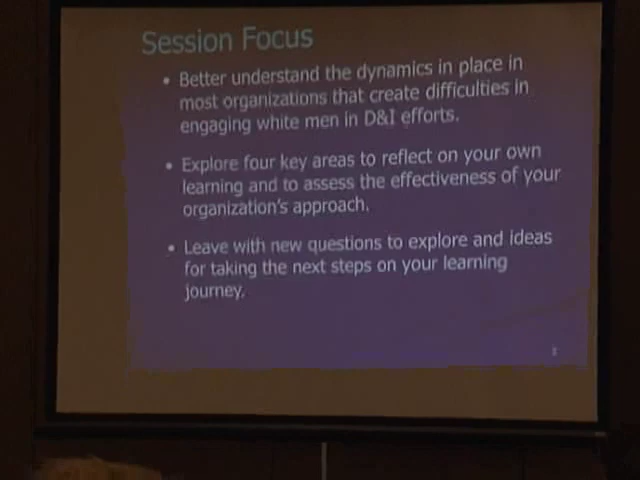 Session Focus
• Better understand the dynamics in place in
most organizations that create difficulties in
engaging white men in D&I efforts.
• Explore four key areas to reflect on your own
learning and to assess the effectiveness of your
organization's approach.
• Leave with new questions to explore and ideas
for taking the next steps on your learning
journey.